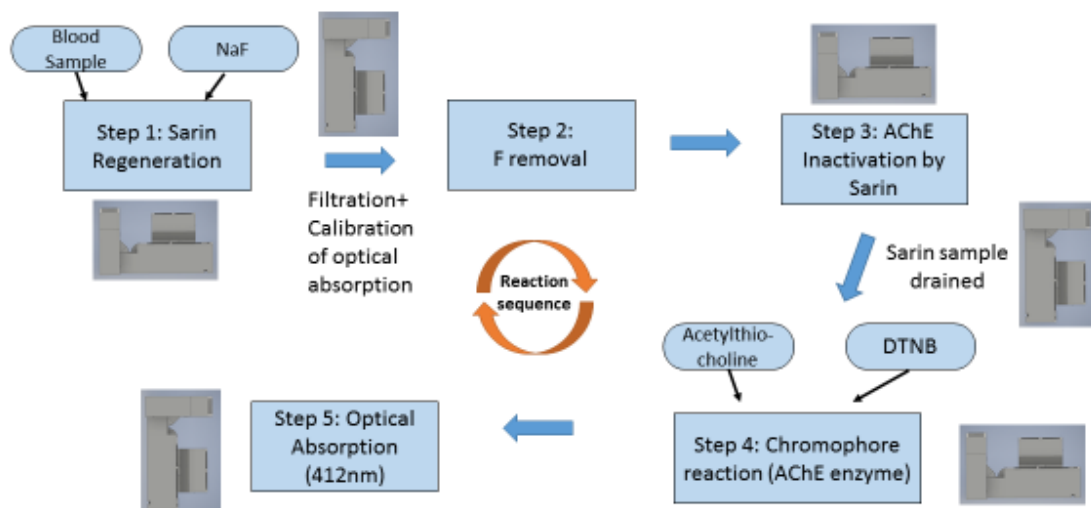 Blood
Sample
NaF
Step 1: Sarin
Regeneration
Filtration+
Calibration
of optical
absorption
Step 2:
F removal
Step 3: AChE
Inactivation by
Sarin
Sarin sample
drained
Reaction
sequence
Acetylthio-
choline
DTNB
Step 4: Chromophore
reaction (AChE enzyme)
Step 5: Optical
Absorption
(412nm)